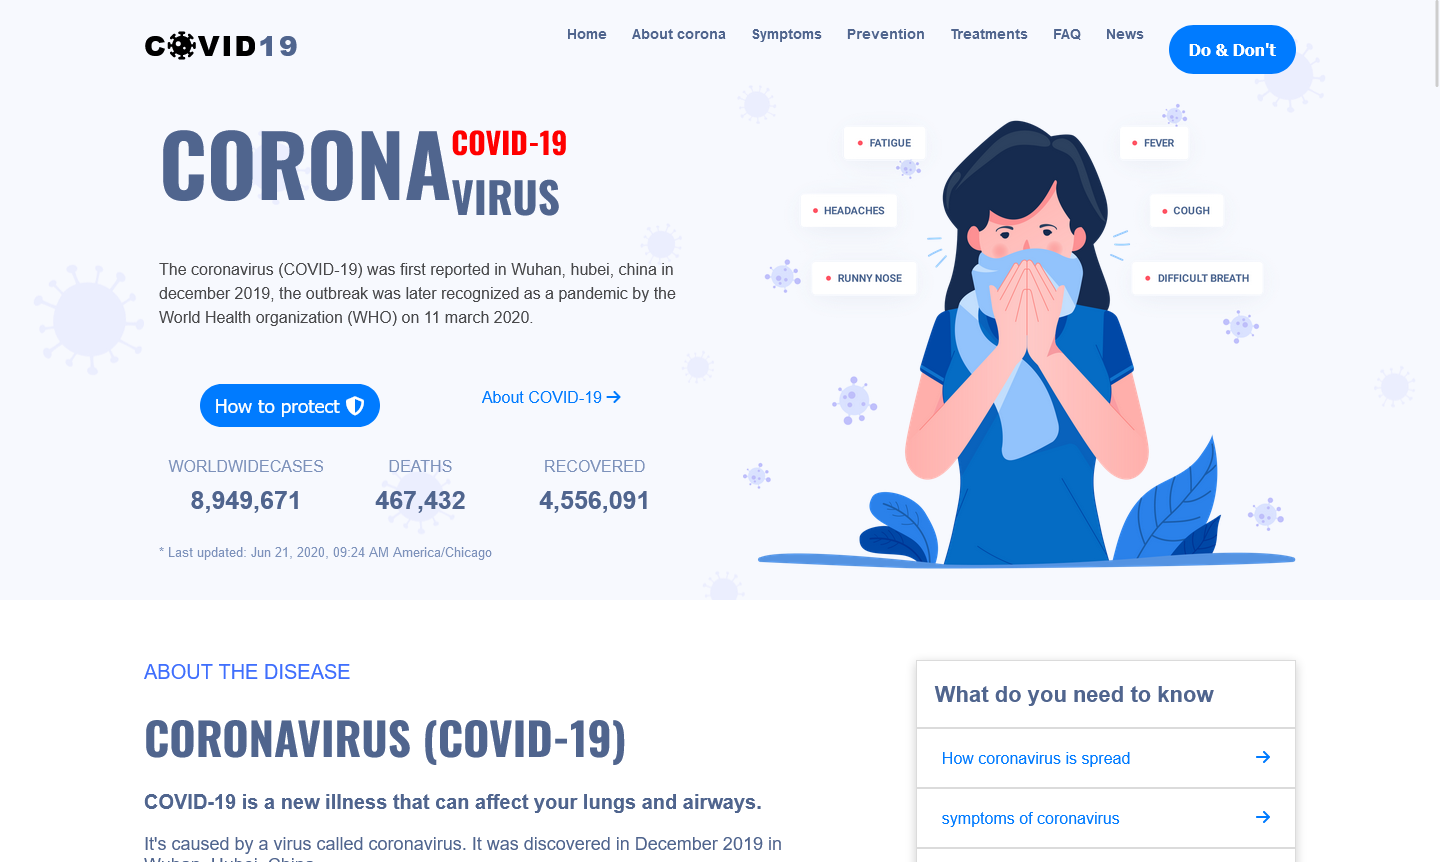 COVID19
Home About corona Symptoms Prevention Treatments FAQ News Do & Don't
CORONA COVID-19
VIRUS
FATIGUE
FEVER
HEADACHES
COUGH
RUNNY NOSE
DIFFICULT BREATH
The coronavirus (COVID-19) was first reported in Wuhan, hubei, china in
december 2019, the outbreak was later recognized as a pandemic by the
World Health organization (WHO) on 11 march 2020.
How to protect
About COVID-19
WORLDWIDECASES DEATHS RECOVERED
8,949,671 467,432 4,556,091
* Last updated: Jun 21, 2020, 09:24 AM America/Chicago
ABOUT THE DISEASE
CORONAVIRUS (COVID-19)
COVID-19 is a new illness that can affect your lungs and airways.
It's caused by a virus called coronavirus. It was discovered in December 2019 in
Wuhan, Hubei, China
What do you need to know
How coronavirus is spread
symptoms of coronavirus